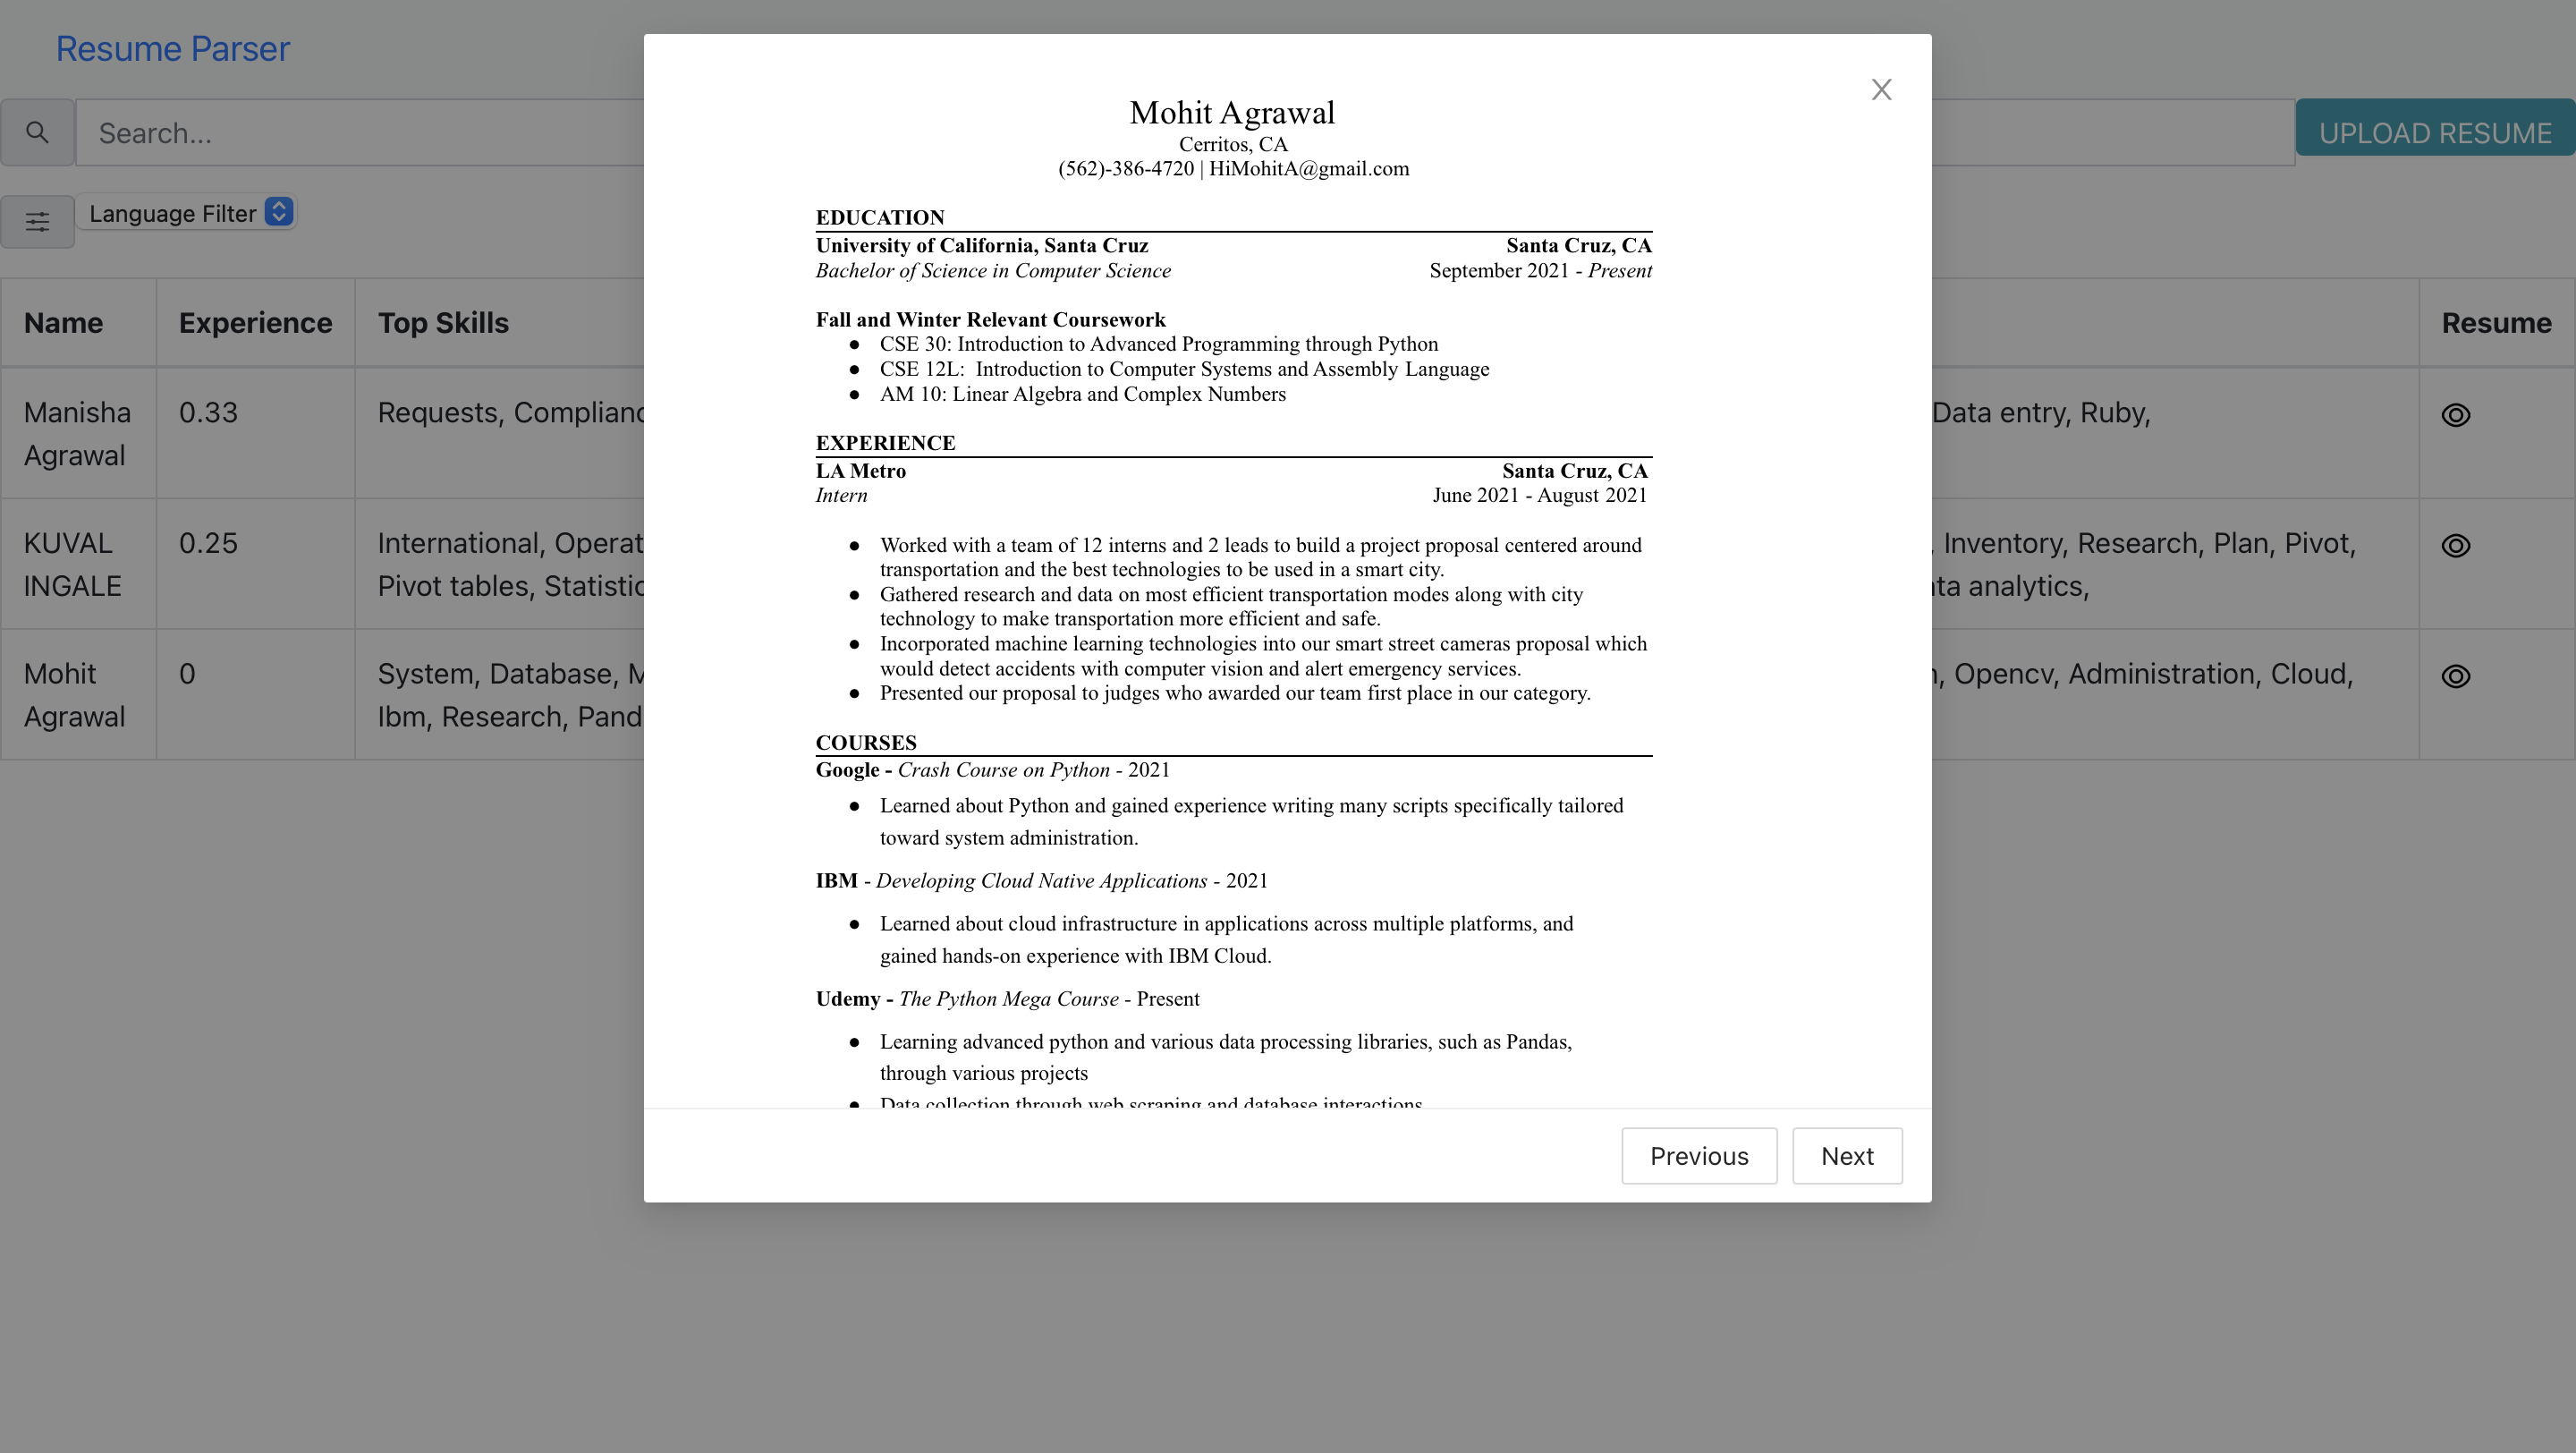 Resume Parser
Search...
UPLOAD RESUME
Language Filter
Name Experience Top Skills Resume
Manisha Agrawal 0.33 Requests, Data entry, Ruby,
KUVAL INGALE 0.25 International, Inventory, Research, Plan, Pivot,
Pivot tables, analytics,
Mohit Agrawal 0 System, Database, Opencv, Administration, Cloud,
Ibm, Research,
Mohit Agrawal
Cerritos, CA
(562)-386-4720 | HiMohitA@gmail.com
EDUCATION
University of California, Santa Cruz Santa Cruz, CA
Bachelor of Science in Computer Science September 2021 - Present
Fall and Winter Relevant Coursework
● CSE 30: Introduction to Advanced Programming through Python
● CSE 12L: Introduction to Computer Systems and Assembly Language
● AM 10: Linear Algebra and Complex Numbers
EXPERIENCE
LA Metro Santa Cruz, CA
Intern June 2021 - August 2021
● Worked with a team of 12 interns and 2 leads to build a project proposal centered around
transportation and the best technologies to be used in a smart city.
● Gathered research and data on most efficient transportation modes along with city
technology to make transportation more efficient and safe.
● Incorporated machine learning technologies into our smart street cameras proposal which
would detect accidents with computer vision and alert emergency services.
● Presented our proposal to judges who awarded our team first place in our category.
COURSES
Google - Crash Course on Python - 2021
● Learned about Python and gained experience writing many scripts specifically tailored
toward system administration.
IBM - Developing Cloud Native Applications - 2021
● Learned about cloud infrastructure in applications across multiple platforms, and
gained hands-on experience with IBM Cloud.
Udemy - The Python Mega Course - Present
● Learning advanced python and various data processing libraries, such as Pandas,
through various projects
● Data collection through web scraping and database interactions
Previous Next